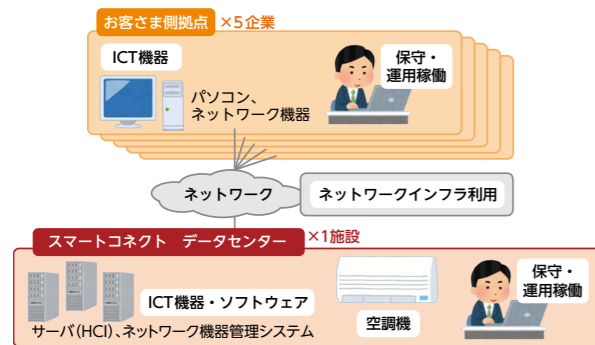 お客さま側拠点 ×5企業
ICT機器
パソコン、
ネットワーク機器
保守・
運用稼働
ネットワーク
ネットワークインフラ利用
スマートコネクト データセンター ×1施設
ICT機器・ソフトウェア
サーバ(HCI)、ネットワーク機器管理システム
空調機
保守・
運用稼働